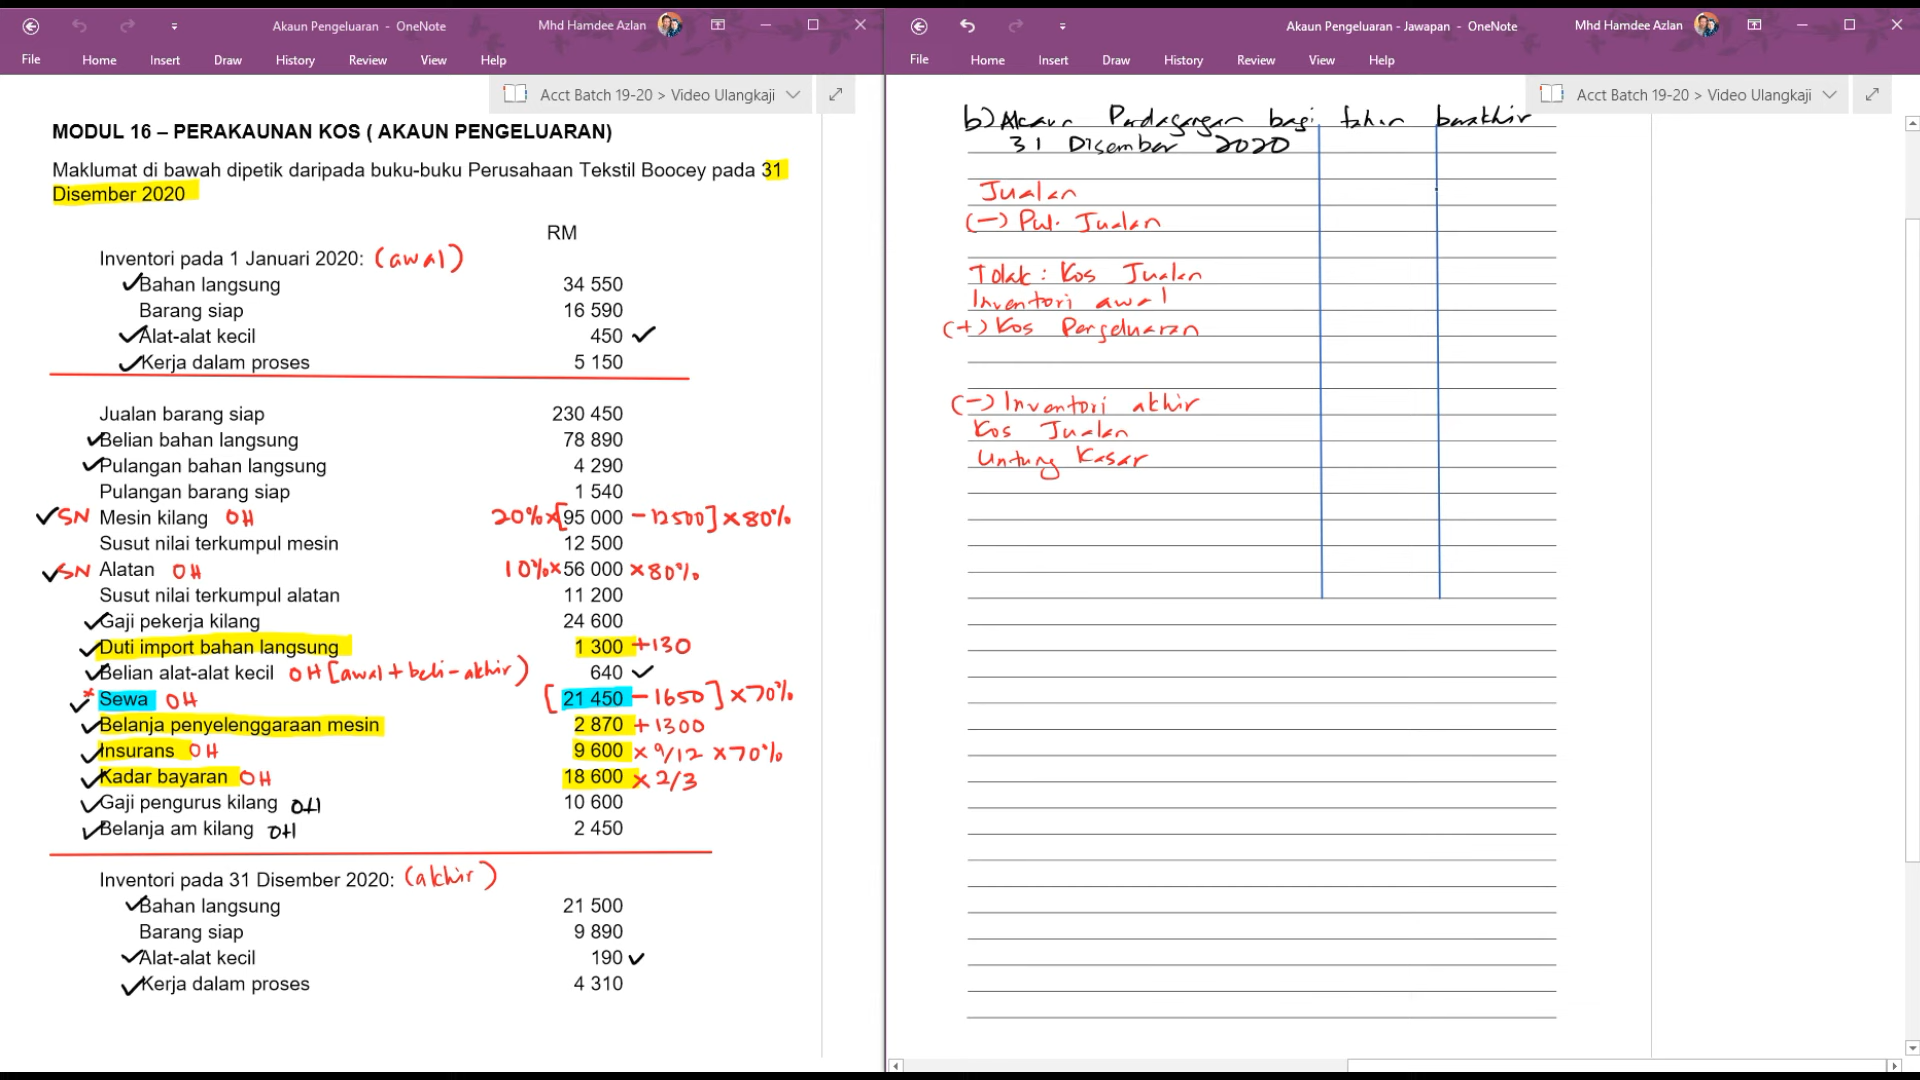 Akaun Pengeluaran - OneNote
Mhd Hamdee Azlan
File Home Insert Draw History Review View Help
Acct Batch 19-20 > Video Ulangkaji
MODUL 16 – PERAKAUNAN KOS ( AKAUN PENGELUARAN)
Maklumat di bawah dipetik daripada buku-buku Perusahaan Tekstil Boocey pada 31
Disember 2020
RM
Inventori pada 1 Januari 2020: (awal)
Bahan langsung 34 550
Barang siap 16 590
Alat-alat kecil 450
Kerja dalam proses 5 150
Jualan barang siap 230 450
Belian bahan langsung 78 890
Pulangan bahan langsung 4 290
Pulangan barang siap 1 540
SN Mesin kilang OH 20% x [95 000 - 12500] x 80%
Susut nilai terkumpul mesin 12 500
SN Alatan OH 10% x 56 000 x 80%
Susut nilai terkumpul alatan 11 200
Gaji pekerja kilang 24 600
Duti import bahan langsung 1 300 +130
Belian alat-alat kecil OH [awal + beli - akhir) 640
* Sewa OH [21 450 - 1650] x 70%
Belanja penyelenggaraan mesin 2 870 + 1300
Insurans OH 9 600 x 9/12 x 70%
Kadar bayaran OH 18 600 x 2/3
Gaji pengurus kilang OH 10 600
Belanja am kilang OH 2 450
Inventori pada 31 Disember 2020: (akhir)
Bahan langsung 21 500
Barang siap 9 890
Alat-alat kecil 190
Kerja dalam proses 4 310
Akaun Pengeluaran - Jawapan - OneNote
Mhd Hamdee Azlan
File Home Insert Draw History Review View Help
Acct Batch 19-20 > Video Ulangkaji
b) Akaun Perdagangan bagi tahun berakhir
31 Disember 2020
Jualan
(-) Pul. Jualan
Tolak : Kos Jualan
Inventori awal
(+) Kos Pengeluaran
(-) Inventori akhir
Kos Jualan
Untung Kasar